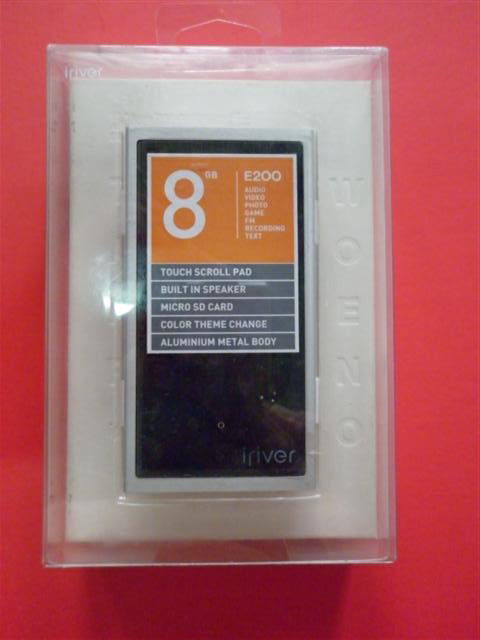 iriver
8 GB
E200
AUDIO
VIDEO
PHOTO
GAME
FM
RECORDING
TEXT
TOUCH SCROLL PAD
BUILT IN SPEAKER
MICRO SD CARD
COLOR THEME CHANGE
ALUMINIUM METAL BODY
iriver
WOENO